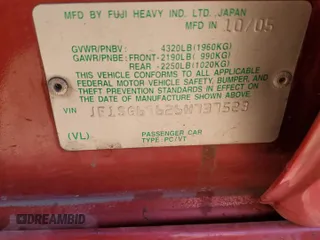 MFD BY FUJI HEAVY IND. LTD., JAPAN
MFD IN 10/05
GVWR/PNBV: 4320LB(1960KG)
GAWR/PNBE: FRONT-2190LB( 990KG)
REAR -2250LB(1020KG)
THIS VEHICLE CONFORMS TO ALL APPLICABLE
FEDERAL MOTOR VEHICLE SAFETY, BUMPER, AND
THEFT PREVENTION STANDARDS IN EFFECT ON THE
DATE OF MANUFACTURE SHOWN ABOVE.
VIN
(VL).
PASSENGER CAR
TYPE:PC/VT
DREAMBID